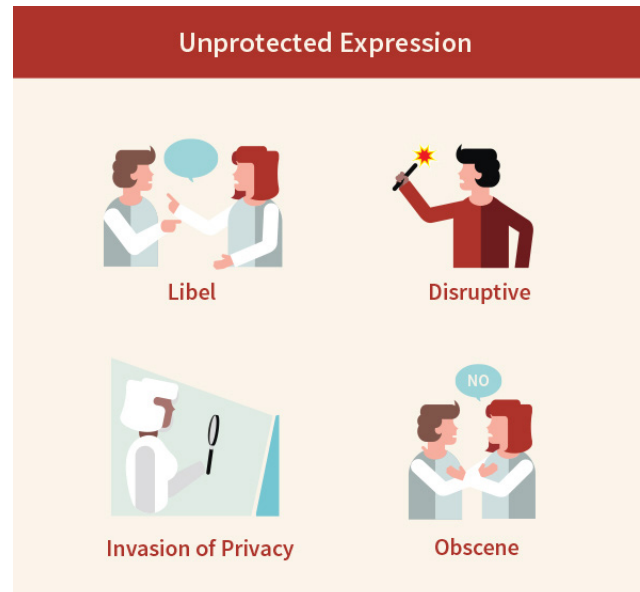 Unprotected Expression
Libel
Disruptive
NO
Invasion of Privacy
Obscene